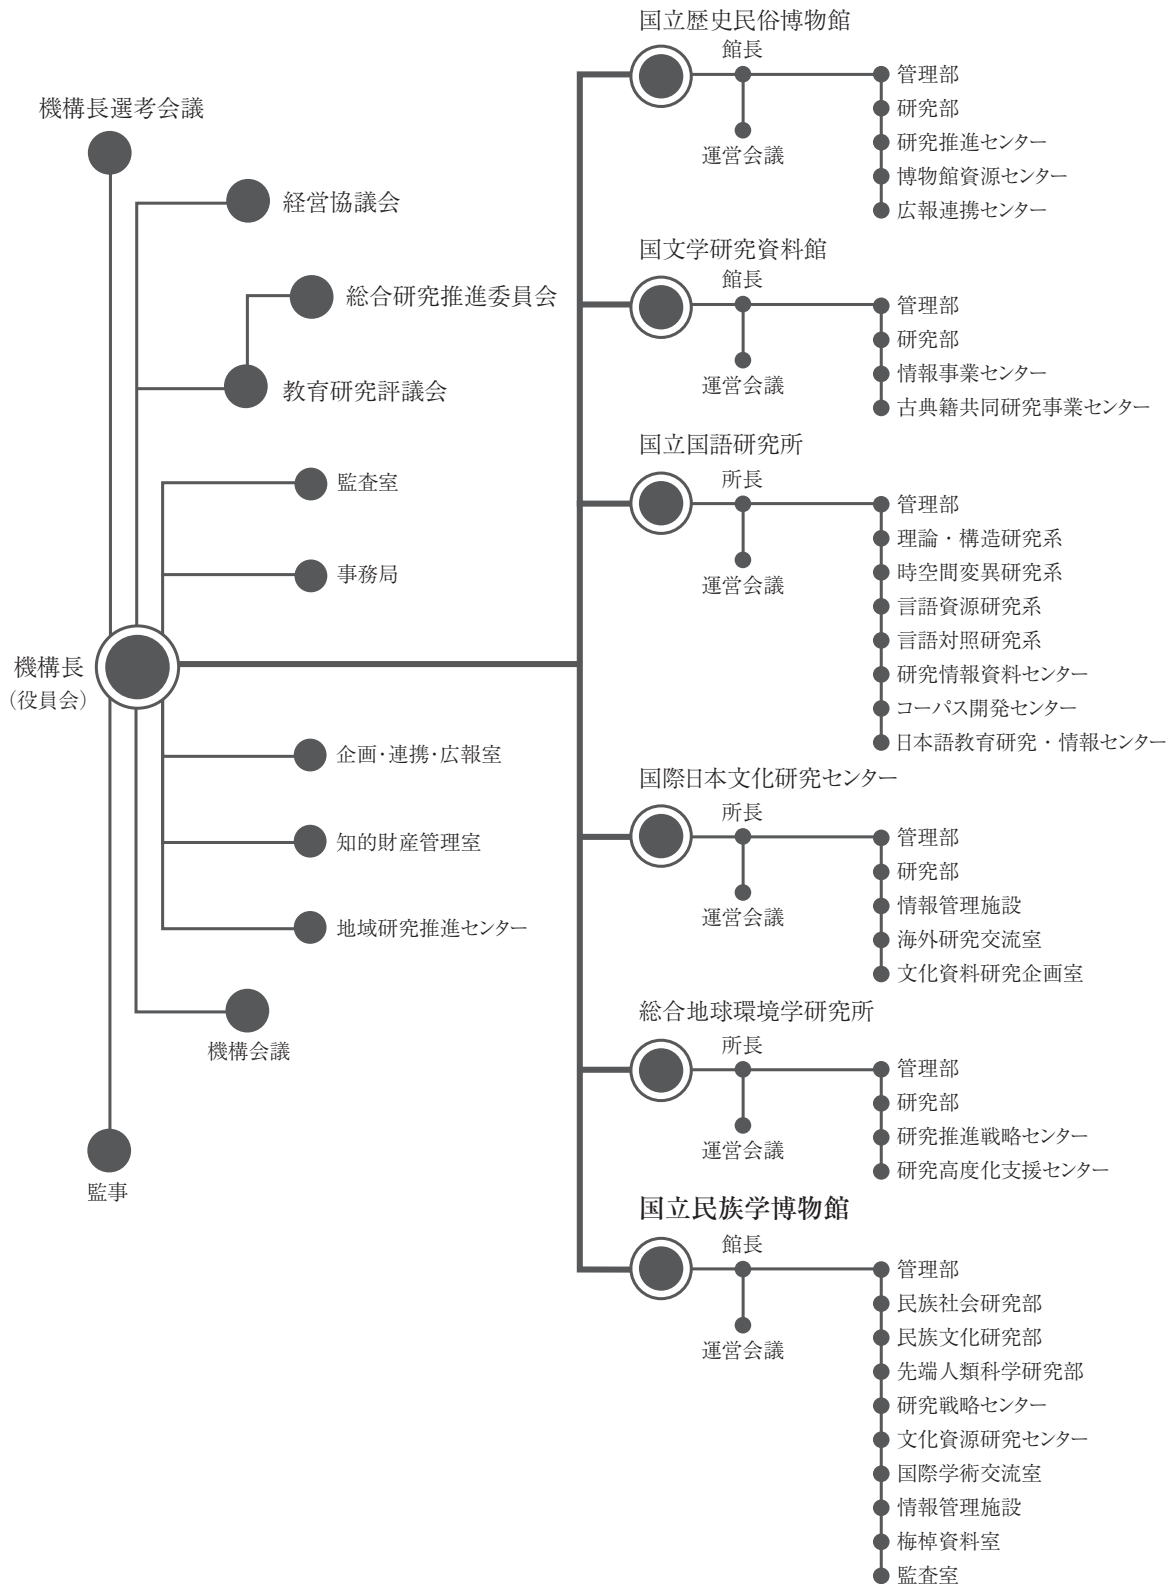 機構長選考会議
経営協議会
総合研究推進委員会
教育研究評議会
監査室
事務局
機構長
（役員会）
企画・連携・広報室
知的財産管理室
地域研究推進センター
機構会議
監事
国立歴史民俗博物館
館長
運営会議
管理部
研究部
研究推進センター
博物館資源センター
広報連携センター
国文学研究資料館
館長
運営会議
管理部
研究部
情報事業センター
古典籍共同研究事業センター
国立国語研究所
所長
運営会議
管理部
理論・構造研究系
時空間変異研究系
言語資源研究系
言語対照研究系
研究情報資料センター
コーパス開発センター
日本語教育研究・情報センター
国際日本文化研究センター
所長
運営会議
管理部
研究部
情報管理施設
海外研究交流室
文化資料研究企画室
総合地球環境学研究所
所長
運営会議
管理部
研究部
研究推進戦略センター
研究高度化支援センター
国立民族学博物館
館長
運営会議
管理部
民族社会研究部
民族文化研究部
先端人類科学研究部
研究戦略センター
文化資源研究センター
国際学術交流室
情報管理施設
梅棹資料室
監査室